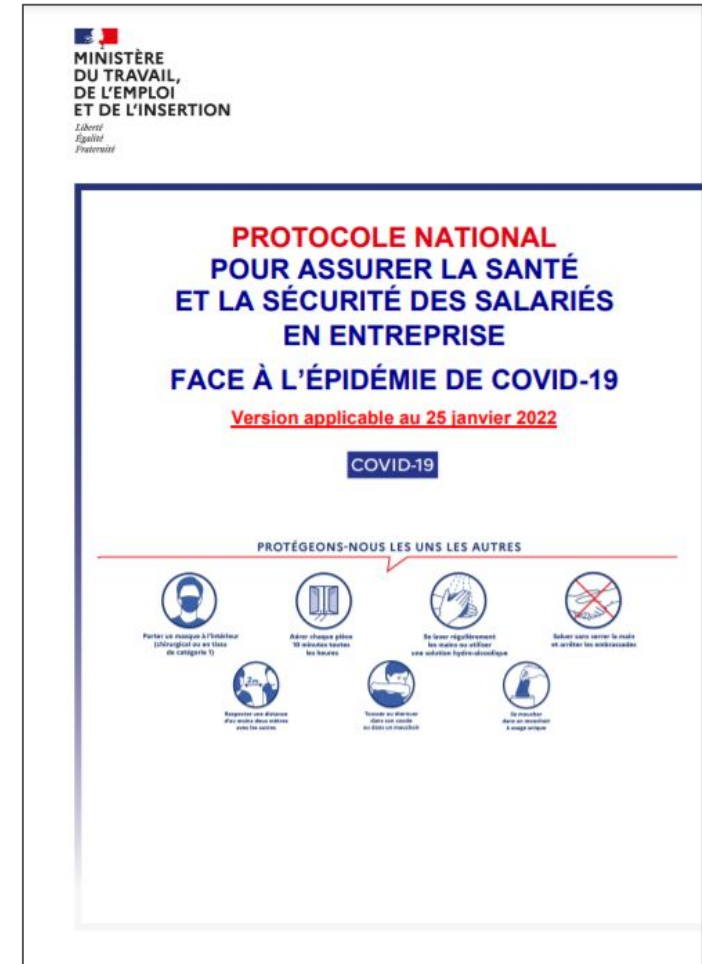 MINISTÈRE
DU TRAVAIL,
DE L'EMPLOI
ET DE L'INSERTION
Liberté
Égalité
Fraternité
PROTOCOLE NATIONAL
POUR ASSURER LA SANTÉ
ET LA SÉCURITÉ DES SALARIÉS
EN ENTREPRISE
FACE À L'ÉPIDÉMIE DE COVID-19
Version applicable au 25 janvier 2022
COVID-19
PROTÉGEONS-NOUS LES UNS LES AUTRES
Porter un masque à l'intérieur
(chirurgical ou en tissu
de catégorie 1)
Aérer chaque pièce
10 minutes toutes
les heures
Se laver régulièrement
les mains ou utiliser
une solution hydro-alcoolique
Saluer sans serrer la main
et arrêter les embrassades
2m
Respecter une distance
d'au moins deux mètres
avec les autres
Tousser ou éternuer
dans son coude
ou dans un mouchoir
Se moucher
dans un mouchoir
à usage unique